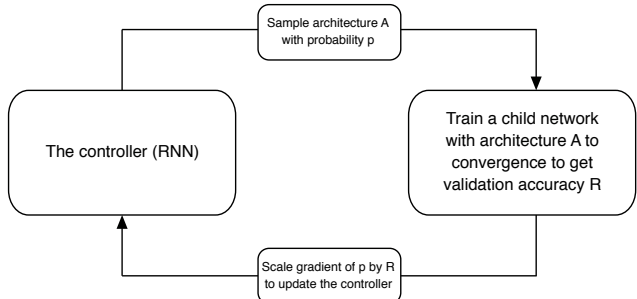 Sample architecture A
with probability p
The controller (RNN)
Train a child network
with architecture A to
convergence to get
validation accuracy R
Scale gradient of p by R
to update the controller